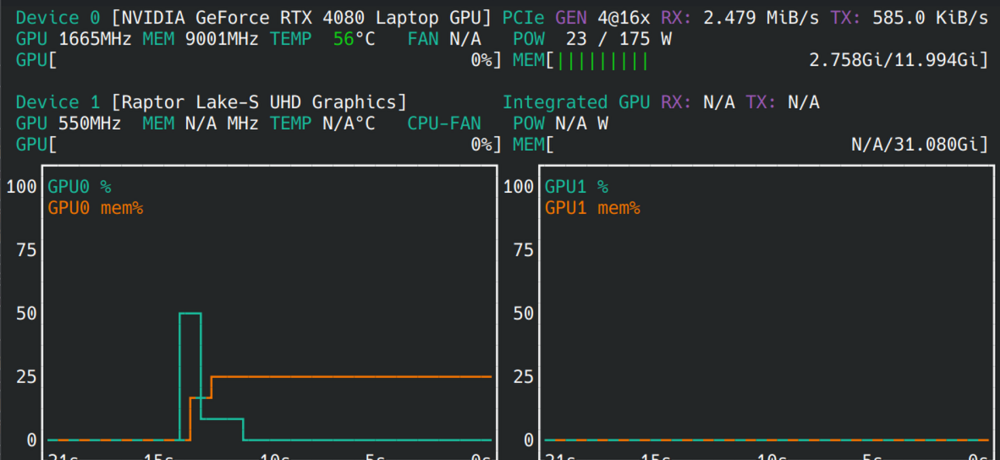 Device 0 [NVIDIA GeForce RTX 4080 Laptop GPU] PCIe GEN 4@16x RX: 2.479 MiB/s TX: 585.0 KiB/s
GPU 1665MHz MEM 9001MHz TEMP 56°C FAN N/A POW 23 / 175 W
GPU[ 0%] MEM[||||||||| 2.758Gi/11.994Gi]
Device 1 [Raptor Lake-S UHD Graphics] Integrated GPU RX: N/A TX: N/A
GPU 550MHz MEM N/A MHz TEMP N/A°C CPU-FAN POW N/A W
GPU[ 0%] MEM[ N/A/31.080Gi]
100 GPU0 % 100 GPU1 %
GPU0 mem% GPU1 mem%
75 75
50 50
25 25
0 0
21s 15s 10s 5s 0s 21s 15s 10s 5s 0s